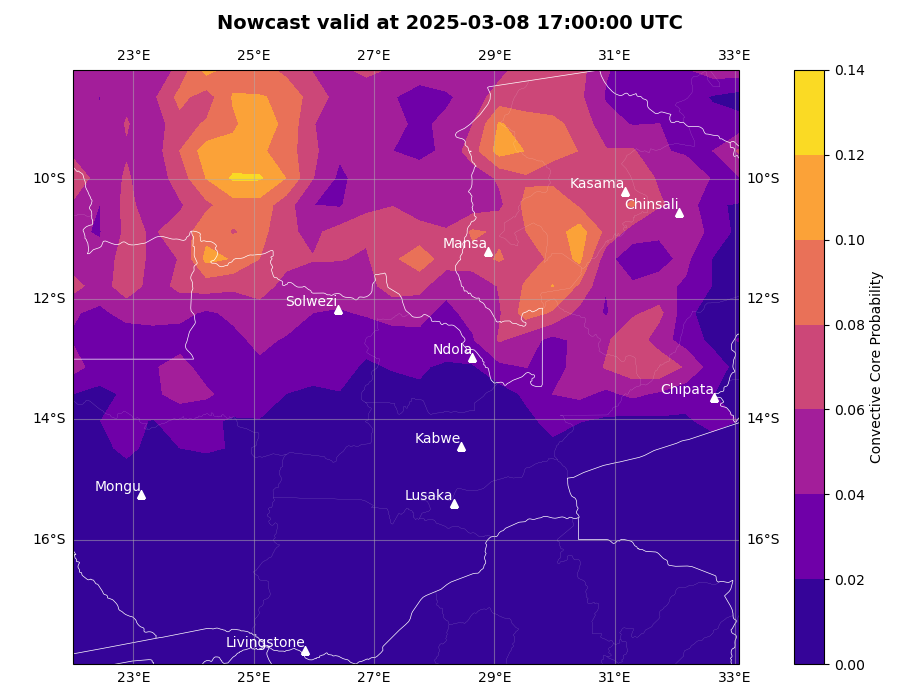 Nowcast valid at 2025-03-08 17:00:00 UTC
23°E 25°E 27°E 29°E 31°E 33°E
0.14
0.12
10°S 10°S
Kasama
Chinsali
0.10
Mansa
12°S 12°S
Solwezi
0.08
Ndola
Chipata
0.06
14°S 14°S
Kabwe
Mongu
Lusaka
0.04
16°S 16°S
0.02
Livingstone
0.00
23°E 25°E 27°E 29°E 31°E 33°E
Convective Core Probability